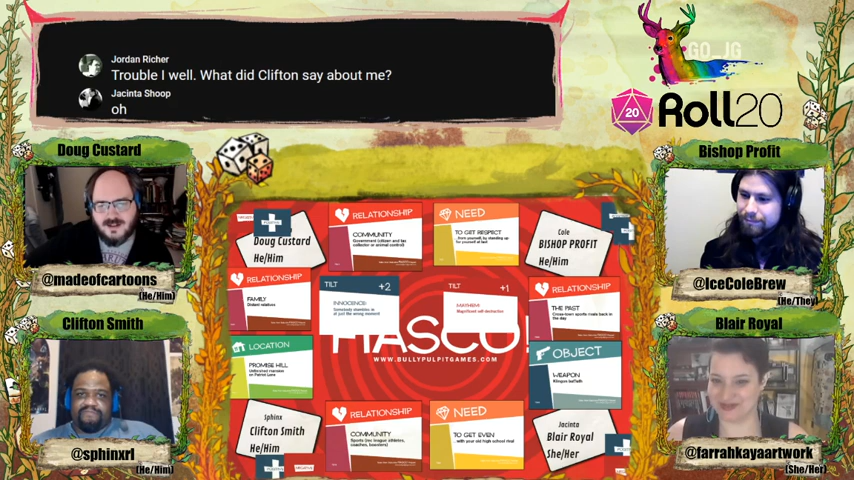 Jordan Richer
Trouble I well. What did Clifton say about me?
Jacinta Shoop
oh
GO_JG
20
Roll20
Doug Custard
@madeofcartoons
(He/Him)
Clifton Smith
@sphinxrl
(He/Him)
Bishop Profit
@IceColeBrew
(He/They)
Blair Royal
@farrahkayaartwork
(She/Her)
Doug Custard
He/Him
RELATIONSHIP
COMMUNITY
Government (citizen and tax
collector or animal control)
NEED
TO GET RESPECT
...from yourself, by standing up
for yourself at last
Cole
BISHOP PROFIT
He/Him
RELATIONSHIP
FAMILY
Distant relatives
TILT +2
INNOCENCE:
Somebody stumbles in
at just the wrong moment
TILT +1
MAYHEM:
Magnificent self-destruction
RELATIONSHIP
THE PAST
Cross-town sports rivals back in
the day
FIASCO
WWW.BULLYPULPITGAMES.COM
LOCATION
PROMISE HILL
Unfinished mansion
on Patriot Lane
OBJECT
WEAPON
Klingon bat'leth
Sphinx
Clifton Smith
He/Him
RELATIONSHIP
COMMUNITY
Sports (rec league athletes,
coaches, boosters)
NEED
TO GET EVEN
...with your old high school rival
Jacinta
Blair Royal
She/Her